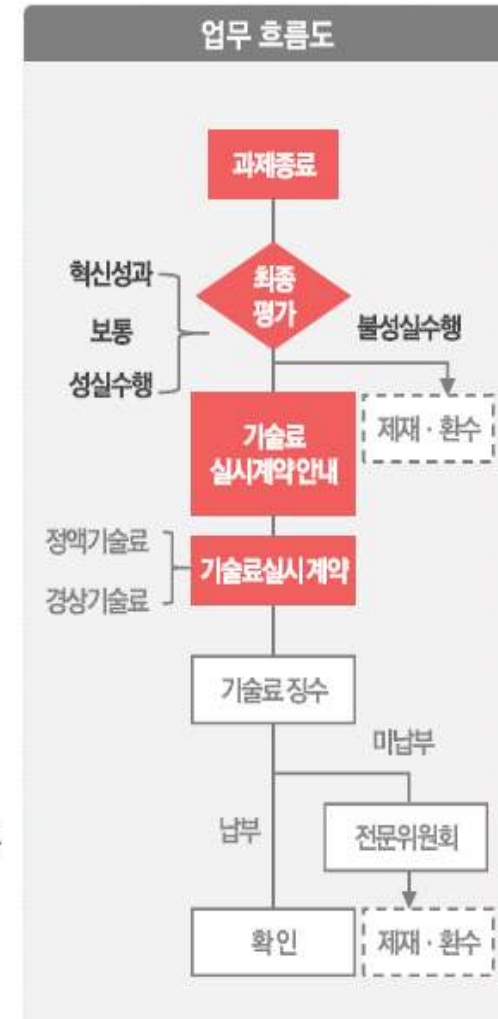 업무 흐름도
과제종료
혁신성과
보통
성실수행
최종
평가
불성실수행
제재 · 환수
기술료
실시계약 안내
정액기술료
경상기술료
기술료실시 계약
기술료 징수
미납부
납부
전문위원회
확인
제재 · 환수